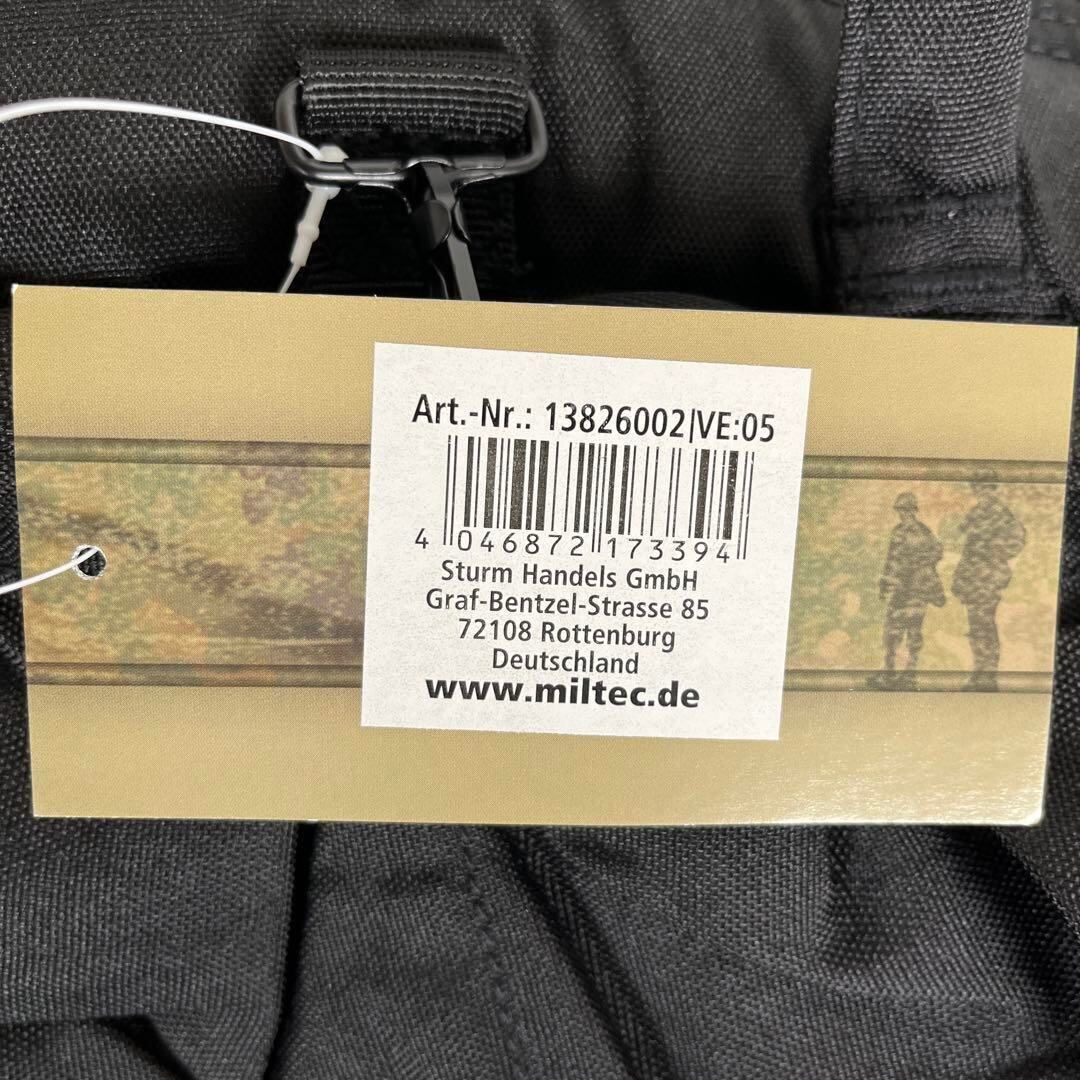 Art.-Nr.: 13826002|VE:05
4 046872 173394
Sturm Handels GmbH
Graf-Bentzel-Strasse 85
72108 Rottenburg
Deutschland
www.miltec.de